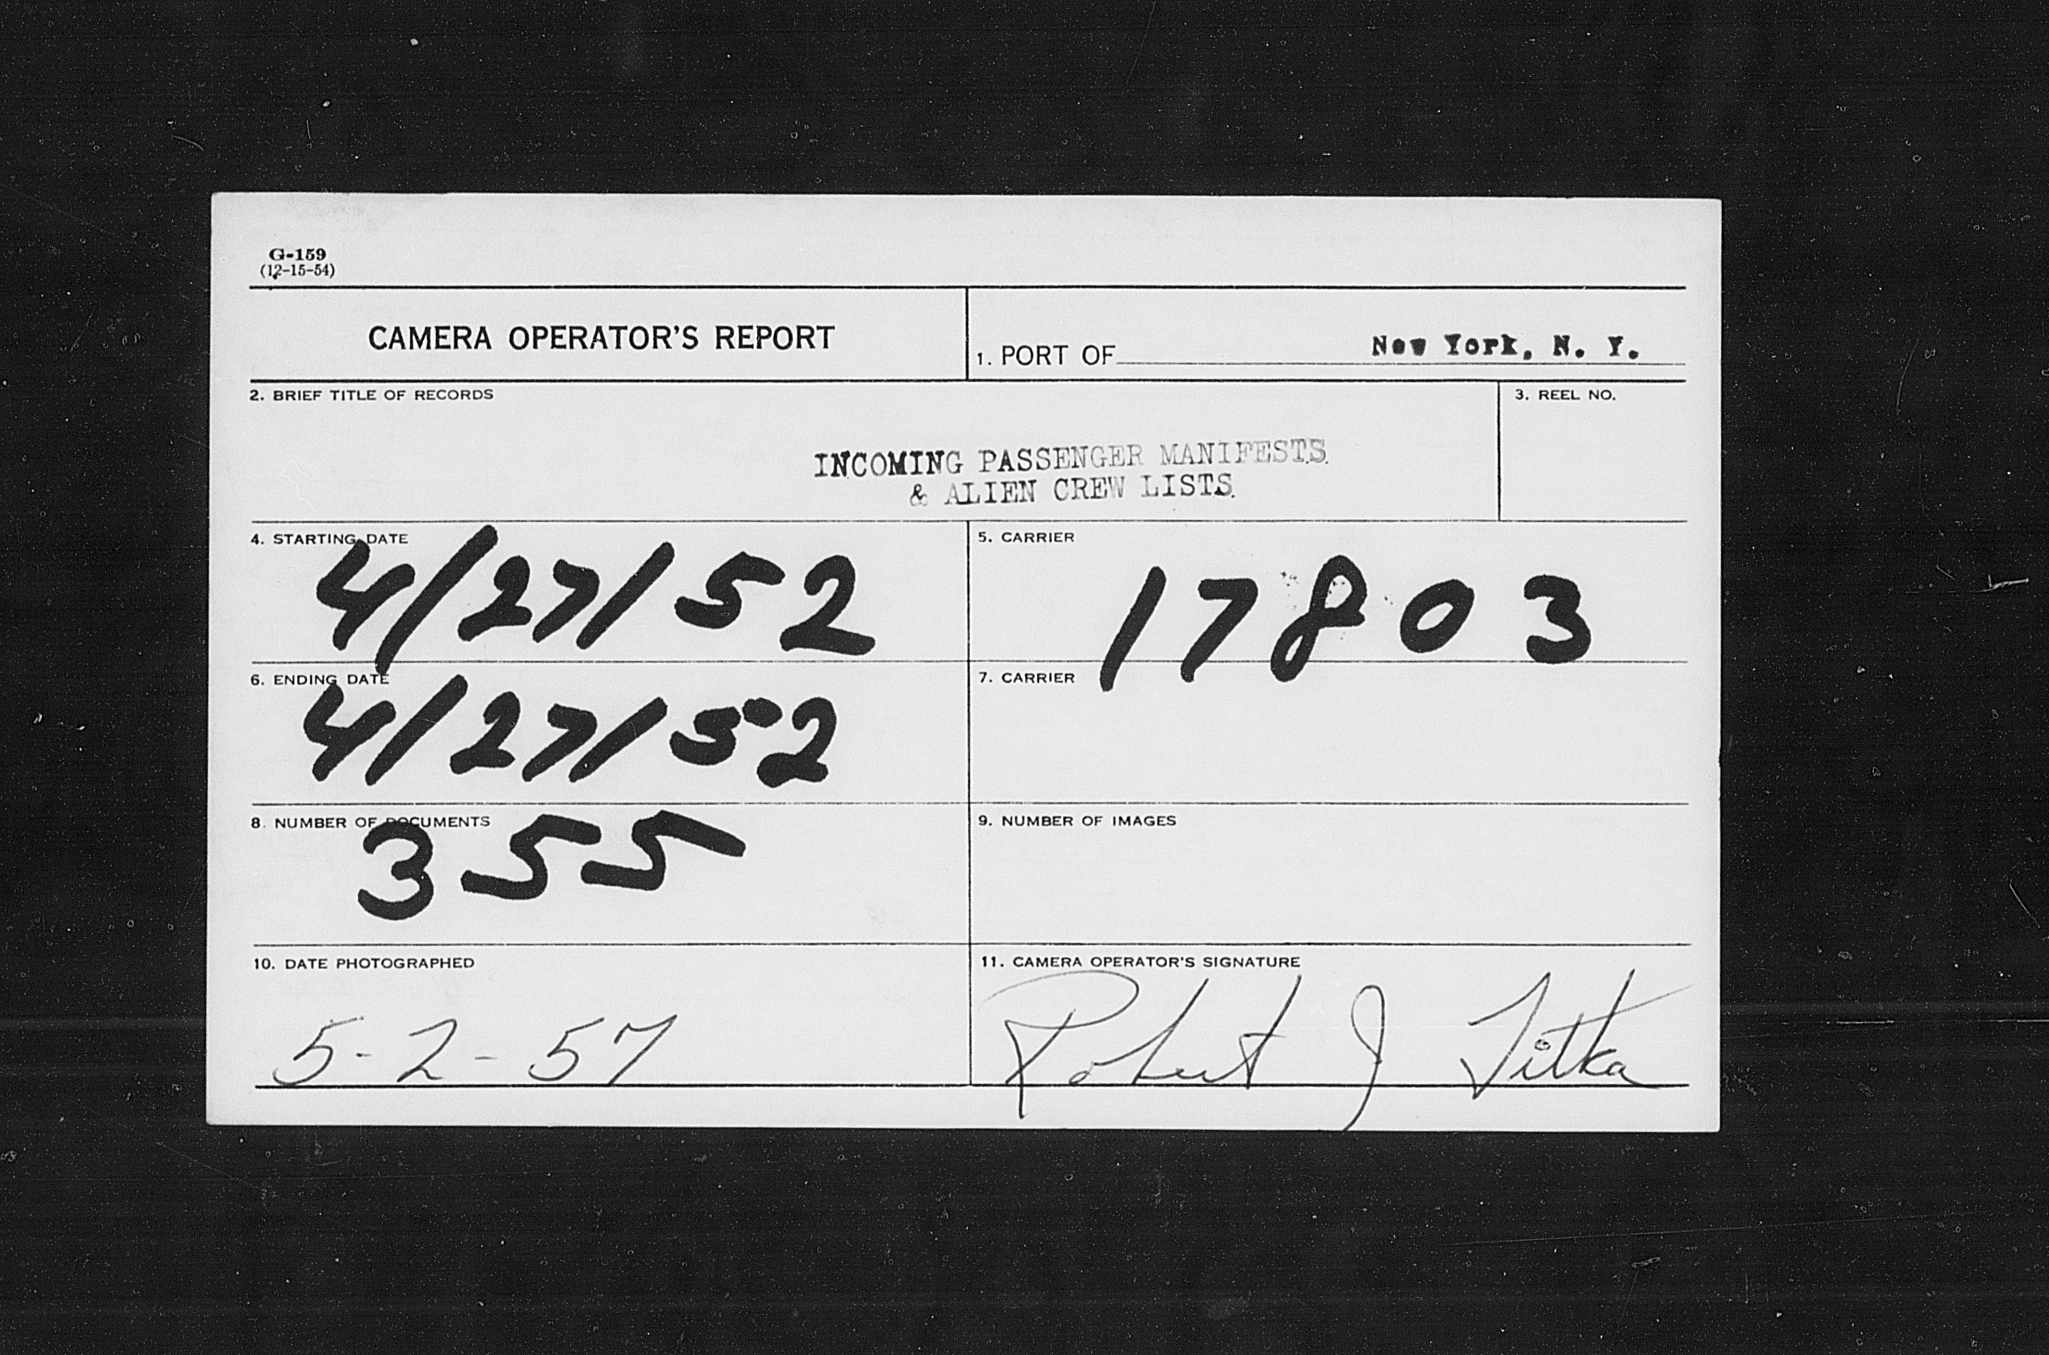 G-159
(12-15-54)
CAMERA OPERATOR'S REPORT
1. PORT OF New York, N. Y.
2. BRIEF TITLE OF RECORDS
3. REEL NO.
INCOMING PASSENGER MANIFESTS
& ALIEN CREW LISTS.
4. STARTING DATE
4/27/52
5. CARRIER
17803
6. ENDING DATE
4/27/52
7. CARRIER
8. NUMBER OF DOCUMENTS
355
9. NUMBER OF IMAGES
10. DATE PHOTOGRAPHED
5-2-57
11. CAMERA OPERATOR'S SIGNATURE
Robert J Titka